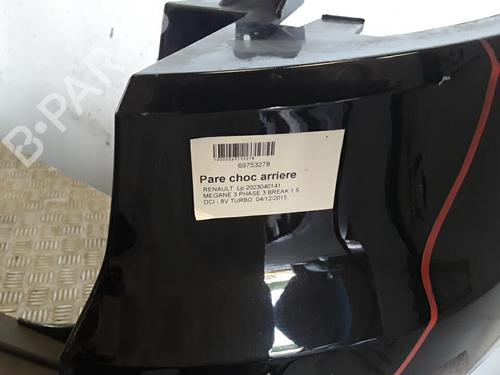 B-PARTS
69753278
Pare choc arriere
RENAULT Lp 2023040141
MEGANE 3 PHASE 3 BREAK 1.5
DCI - 8V TURBO 04/12/2015